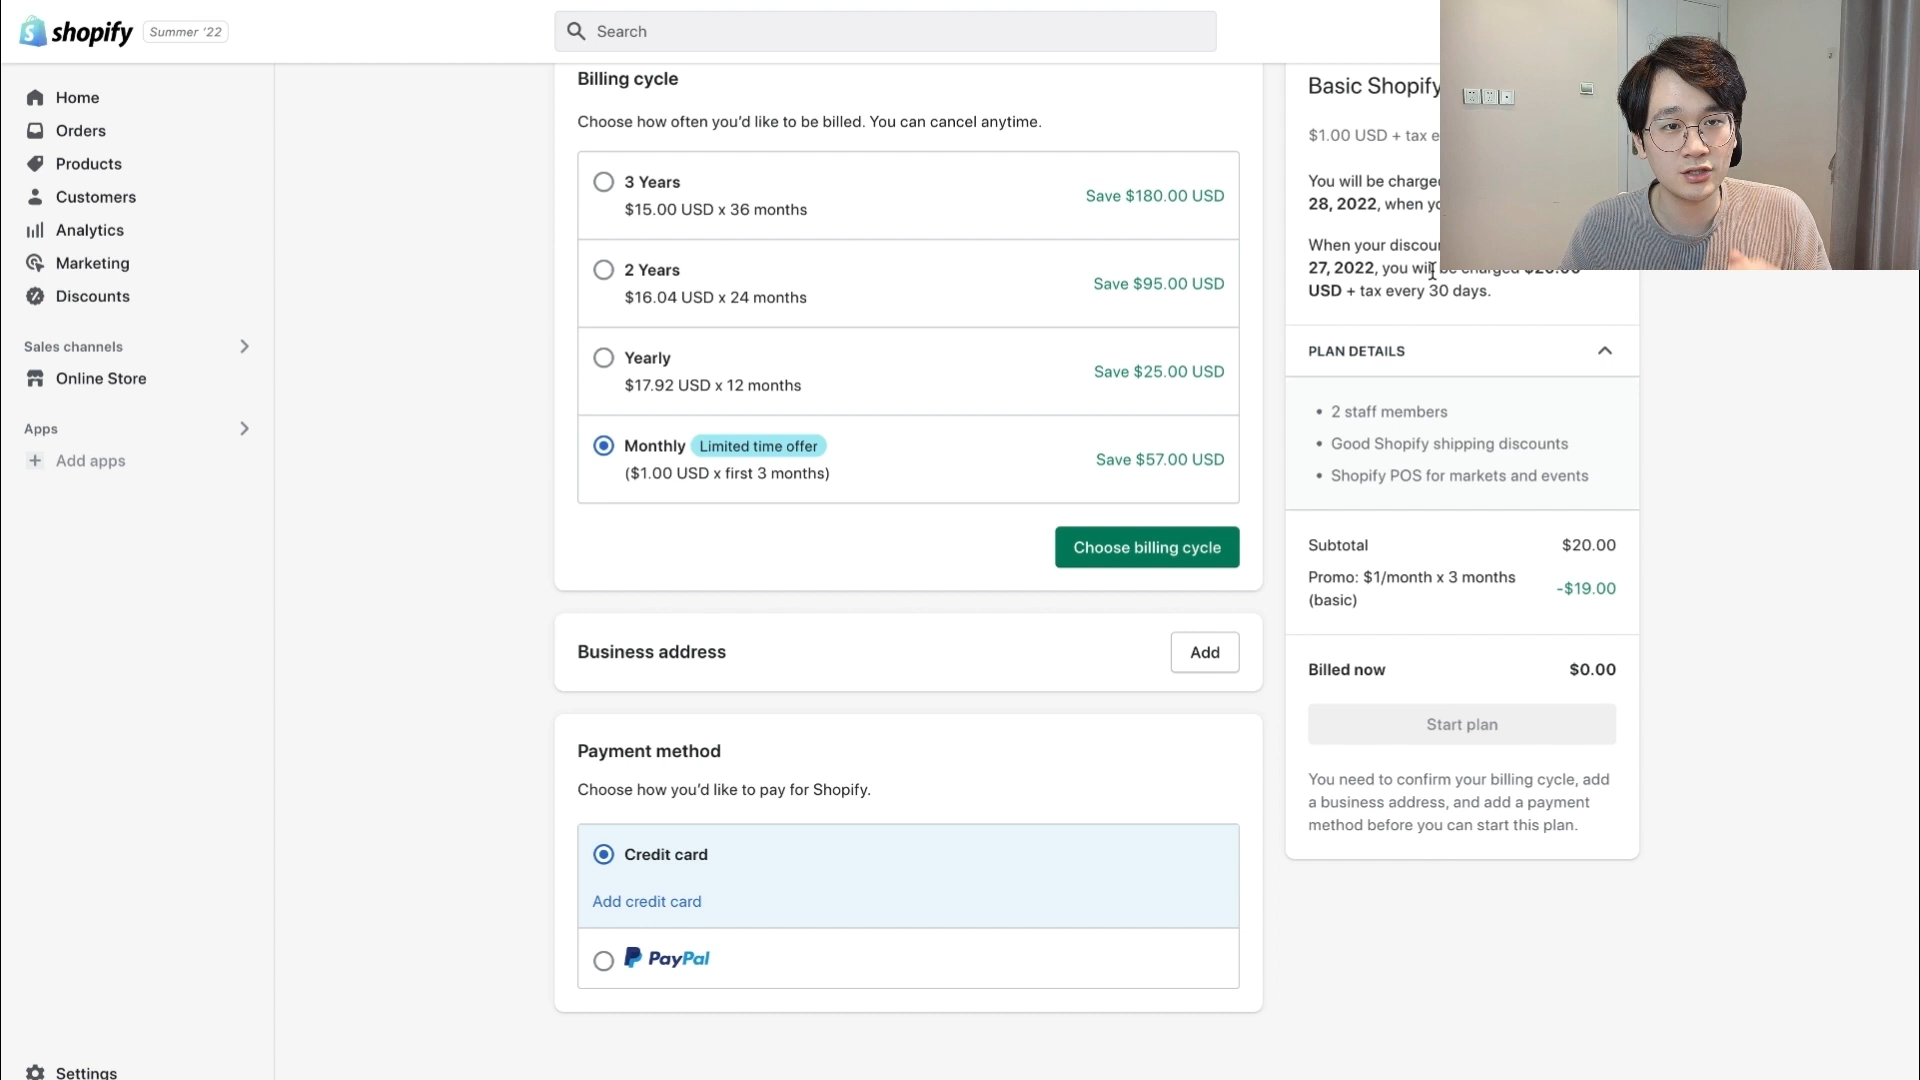 shopify
Summer '22
Search
Home
Orders
Products
Customers
Analytics
Marketing
Discounts
Sales channels
Online Store
Apps
Add apps
Settings
Billing cycle
Choose how often you'd like to be billed. You can cancel anytime.
3 Years
$15.00 USD x 36 months
Save $180.00 USD
2 Years
$16.04 USD x 24 months
Save $95.00 USD
Yearly
$17.92 USD x 12 months
Save $25.00 USD
Monthly Limited time offer
($1.00 USD x first 3 months)
Save $57.00 USD
Choose billing cycle
Business address
Add
Payment method
Choose how you'd like to pay for Shopify.
Credit card
Add credit card
PayPal
Basic Shopify
$1.00 USD + tax
You will be
28, 2022, when
When your
27, 2022, you will be charged
USD + tax every 30 days.
PLAN DETAILS
• 2 staff members
• Good Shopify shipping discounts
• Shopify POS for markets and events
Subtotal $20.00
Promo: $1/month x 3 months
(basic)
-$19.00
Billed now $0.00
Start plan
You need to confirm your billing cycle, add
a business address, and add a payment
method before you can start this plan.